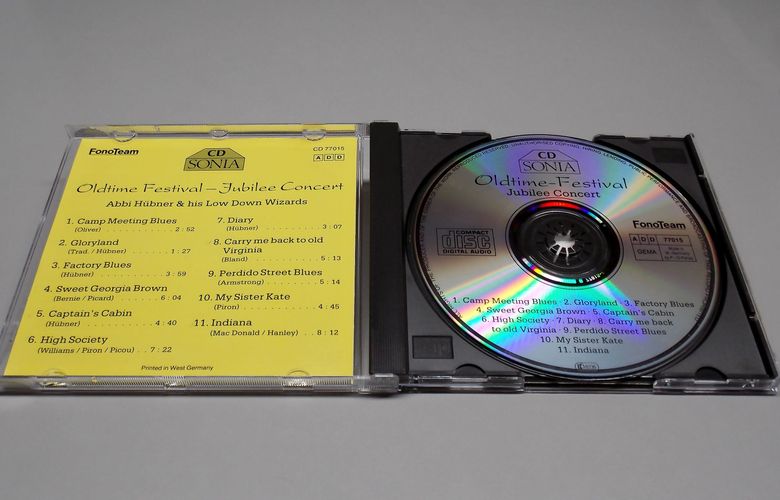 FonoTeam
CD
SONIA
CD 77015
A D D
Oldtime Festival – Jubilee Concert
Abbi Hübner & his Low Down Wizards
1. Camp Meeting Blues
(Oliver) . . . . . . . . . . 2 : 52
2. Gloryland
(Trad. / Hübner) . . . . . 1 : 27
3. Factory Blues
(Hübner) . . . . . . . . . 3 : 59
4. Sweet Georgia Brown
(Bernie / Picard) . . . . 6 : 04
5. Captain's Cabin
(Hübner) . . . . . . . . 4 : 40
6. High Society
(Williams / Piron / Picou) . . 7 : 22
7. Diary
(Hübner) . . . . . . . . . 3 : 07
8. Carry me back to old
Virginia
(Bland) . . . . . . . . . 5 : 13
9. Perdido Street Blues
(Armstrong) . . . . . . . . 5 : 14
10. My Sister Kate
(Piron) . . . . . . . . . . 4 : 45
11. Indiana
(Mac Donald / Hanley) . . 8 : 12
Printed in West Germany
CD
SONIA
Oldtime-Festival
Jubilee Concert
COMPACT
disc
DIGITAL AUDIO
FonoTeam
A D D 77015
GEMA
1. Camp Meeting Blues · 2. Gloryland · 3. Factory Blues
4. Sweet Georgia Brown · 5. Captain's Cabin
6. High Society · 7. Diary · 8. Carry me back
to old Virginia · 9. Perdido Street Blues
10. My Sister Kate
11. Indiana